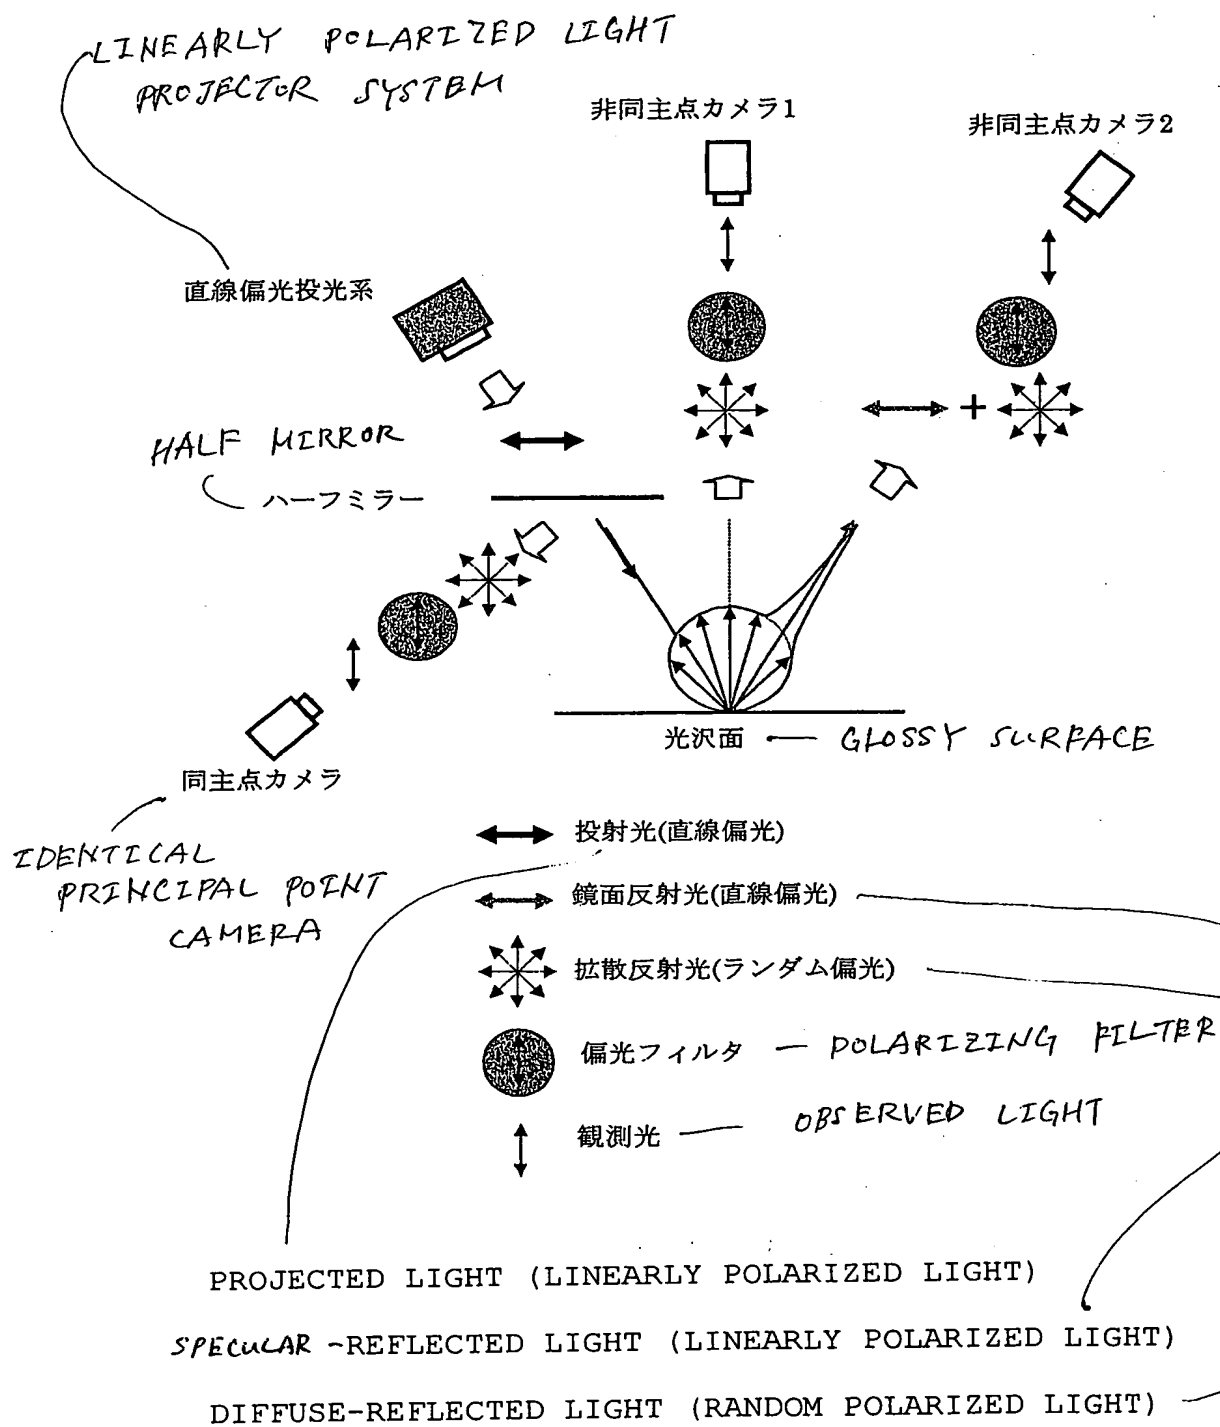 LINEARLY POLARIZED LIGHT
PROJECTOR SYSTEM
非同主点カメラ1
非同主点カメラ2
直線偏光投光系
HALF MIRROR
ハーフミラー
光沢面
GLOSSY SURFACE
同主点カメラ
IDENTICAL
PRINCIPAL POINT
CAMERA
投射光(直線偏光)
鏡面反射光(直線偏光)
拡散反射光(ランダム偏光)
偏光フィルタ
POLARIZING FILTER
観測光
OBSERVED LIGHT
PROJECTED LIGHT (LINEARLY POLARIZED LIGHT)
SPECULAR-REFLECTED LIGHT (LINEARLY POLARIZED LIGHT)
DIFFUSE-REFLECTED LIGHT (RANDOM POLARIZED LIGHT)